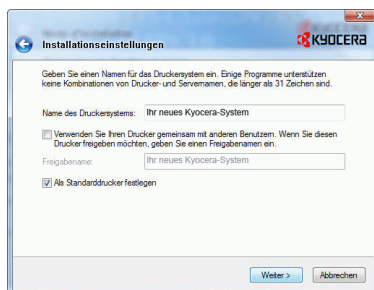 Installationseinstellungen
KYOCERA
Geben Sie einen Namen für das Druckersystem ein. Einige Programme unterstützen
keine Kombinationen von Drucker- und Servernamen, die länger als 31 Zeichen sind.
Name des Druckersystems: Ihr neues Kyocera-System
Verwenden Sie Ihren Drucker gemeinsam mit anderen Benutzern. Wenn Sie diesen
Drucker freigeben möchten, geben Sie einen Freigabenamen ein.
Freigabename: Ihr neues Kyocera-System
Als Standarddrucker festlegen
Weiter >
Abbrechen